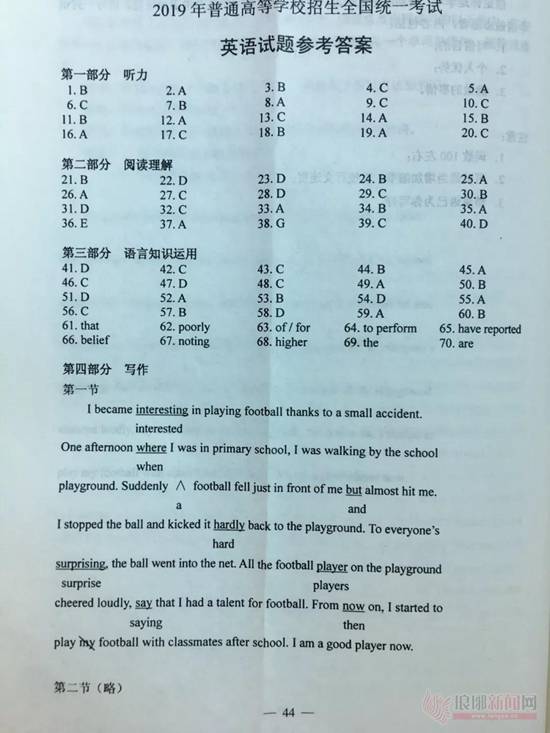 2019 年普通高等学校招生全国统一考试
英语试题参考答案
第一部分 听力
1. B 2. A 3. B 4. C 5. A
6. C 7. B 8. A 9. C 10. C
11. B 12. A 13. C 14. A 15. B
16. A 17. C 18. B 19. A 20. C
第二部分 阅读理解
21. B 22. D 23. D 24. B 25. A
26. A 27. C 28. D 29. C 30. B
31. D 32. C 33. A 34. B 35. A
36. E 37. A 38. G 39. C 40. D
第三部分 语言知识运用
41. D 42. C 43. C 44. B 45. A
46. C 47. D 48. C 49. A 50. B
51. D 52. A 53. B 54. D 55. A
56. C 57. B 58. D 59. A 60. B
61. that 62. poorly 63. of / for 64. to perform 65. have reported
66. belief 67. noting 68. higher 69. the 70. are
第四部分 写作
第一节
I became interesting in playing football thanks to a small accident.
interested
One afternoon where I was in primary school, I was walking by the school
when
playground. Suddenly ∧ football fell just in front of me but almost hit me.
a and
I stopped the ball and kicked it hardly back to the playground. To everyone's
hard
surprising, the ball went into the net. All the football player on the playground
surprise players
cheered loudly, say that I had a talent for football. From now on, I started to
saying then
play my football with classmates after school. I am a good player now.
第二节（略）
— 44 —
琅琊新闻网